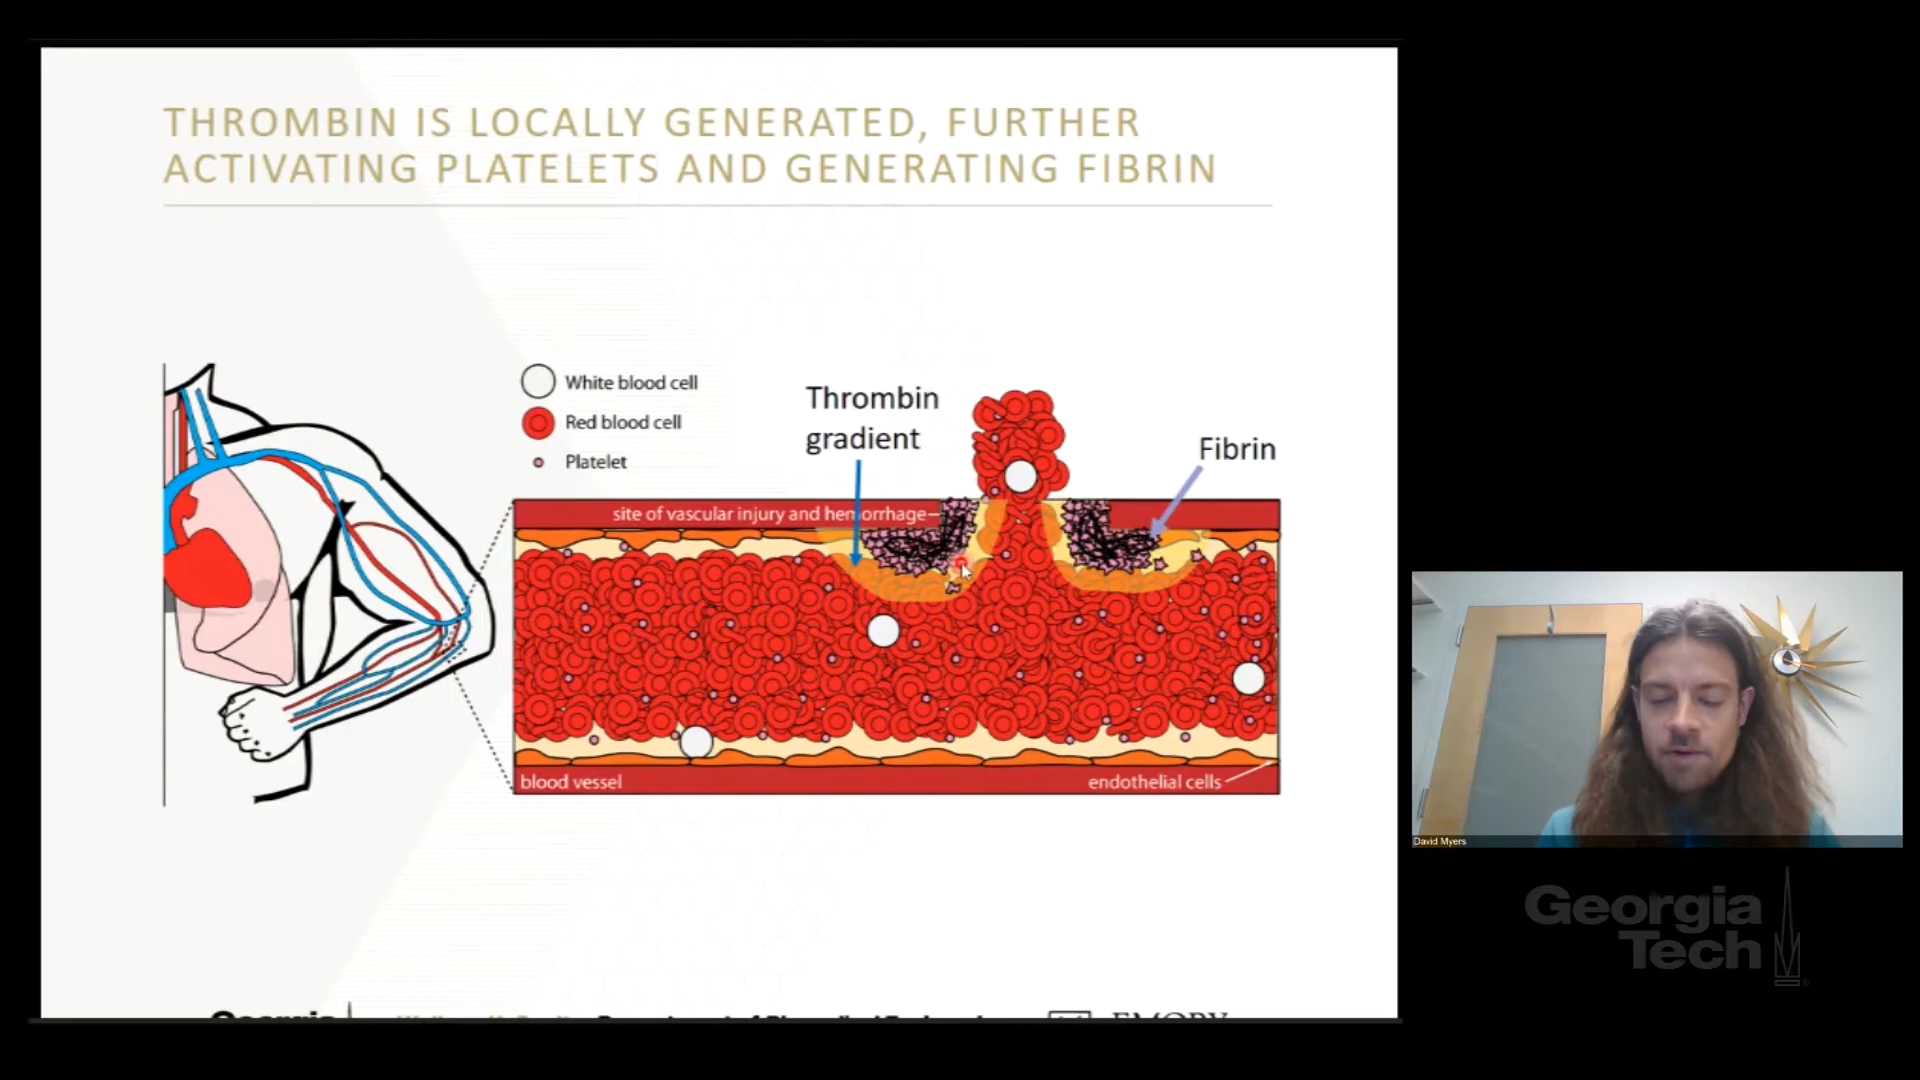 THROMBIN IS LOCALLY GENERATED, FURTHER
ACTIVATING PLATELETS AND GENERATING FIBRIN
White blood cell
Red blood cell
Platelet
Thrombin
gradient
Fibrin
site of vascular injury and hemorrhage
blood vessel
endothelial cells
David Myers
Georgia
Tech